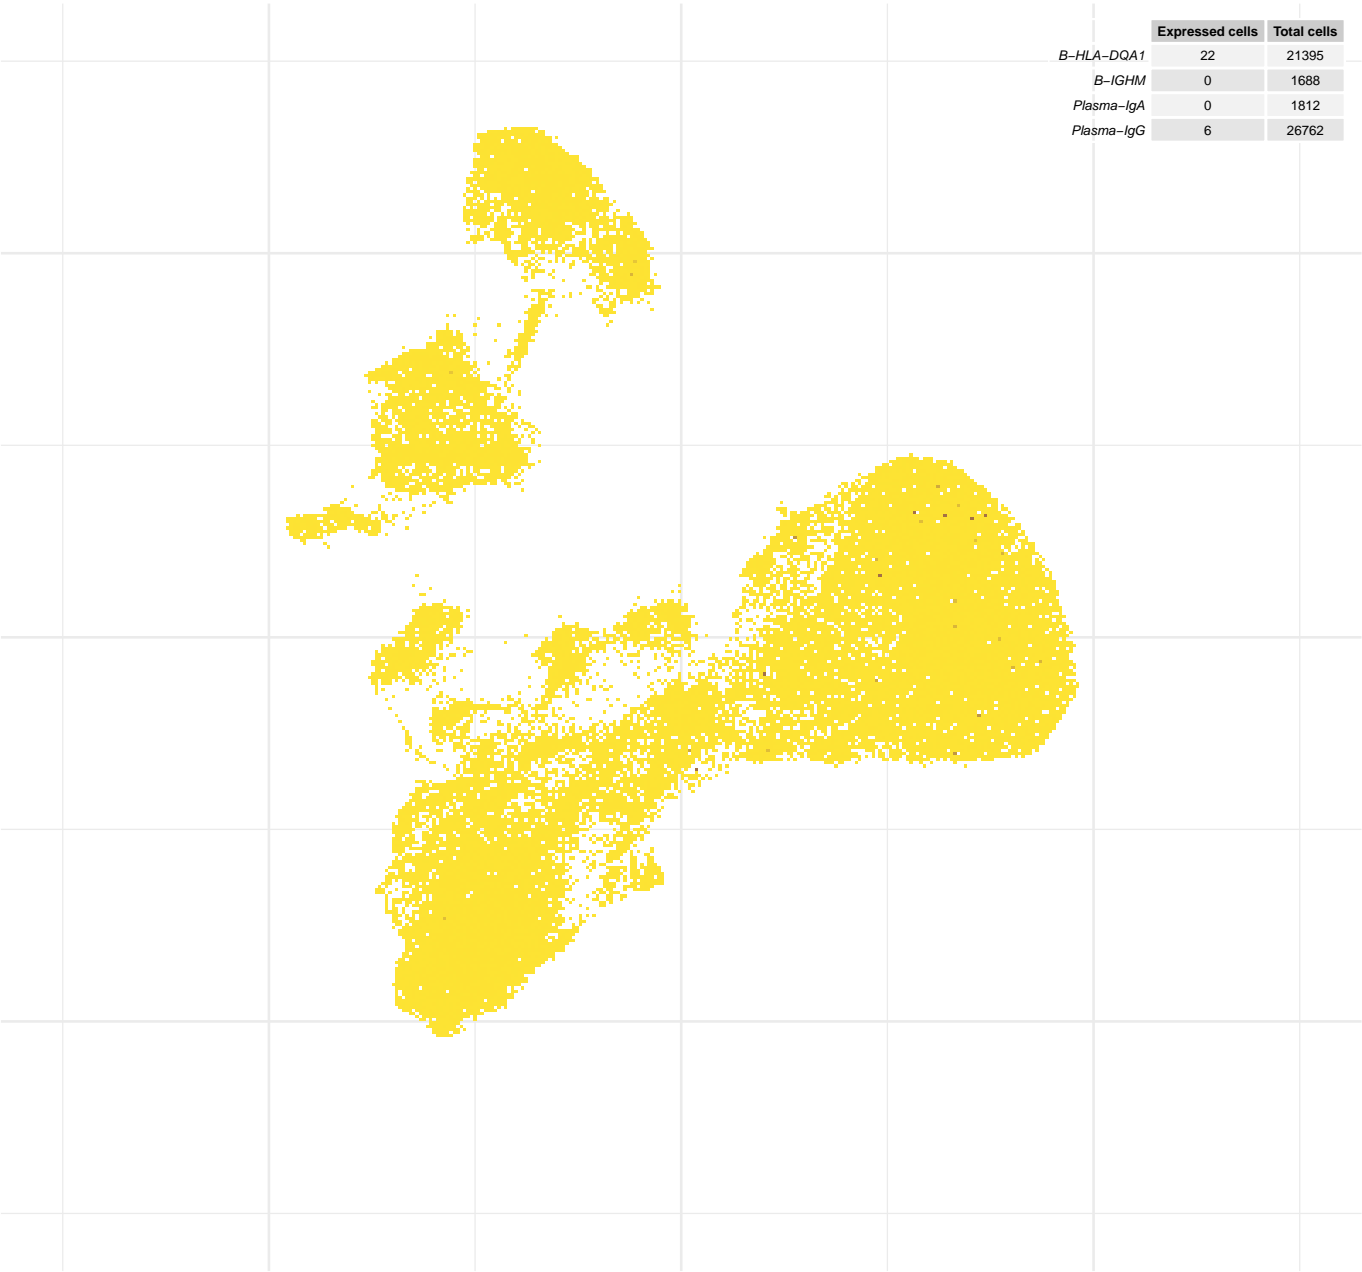 Expressed cells Total cells
B−HLA−DQA1 22 21395
B−IGHM 0 1688
Plasma−IgA 0 1812
Plasma−IgG 6 26762